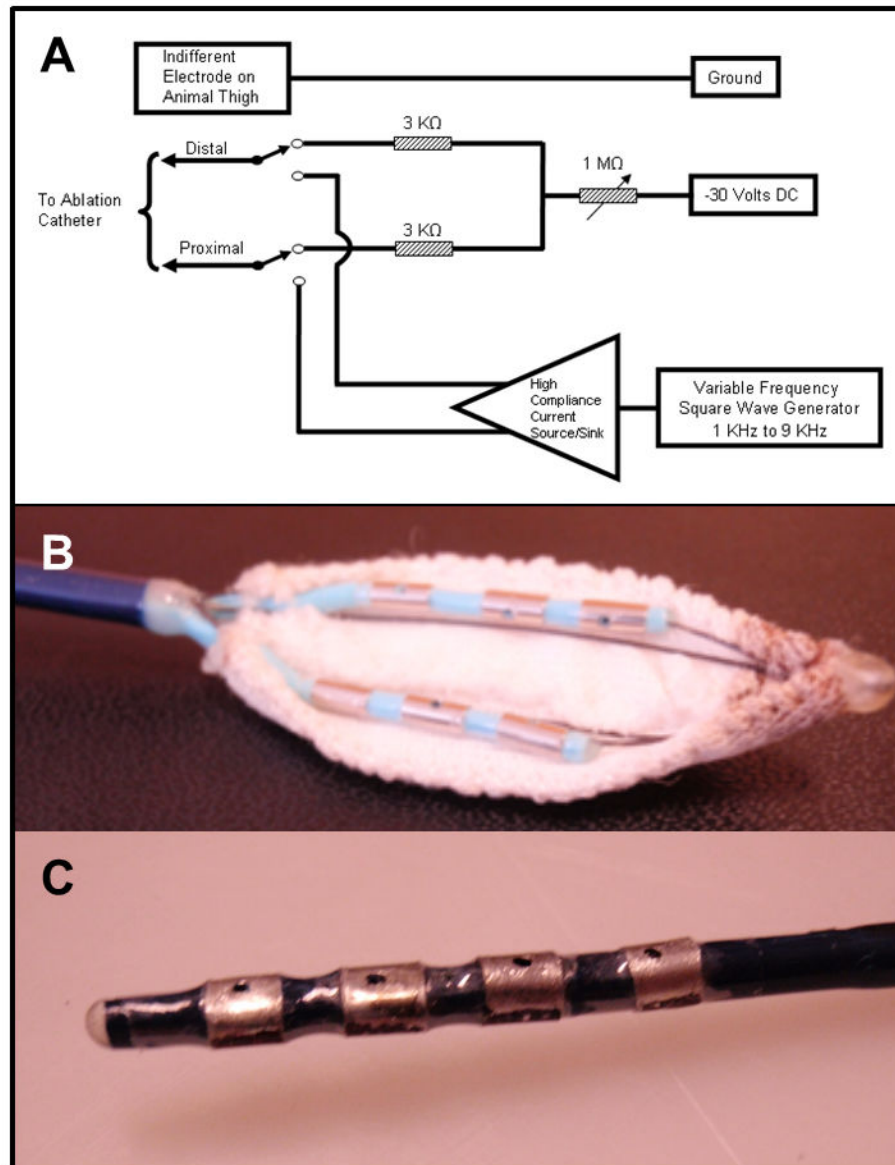 A
Indifferent
Electrode on
Animal Thigh
Ground
3 KΩ
Distal
1 MΩ
-30 Volts DC
To Ablation
Catheter
3 KΩ
Proximal
High
Compliance
Current
Source/Sink
Variable Frequency
Square Wave Generator
1 KHz to 9 KHz
B
C